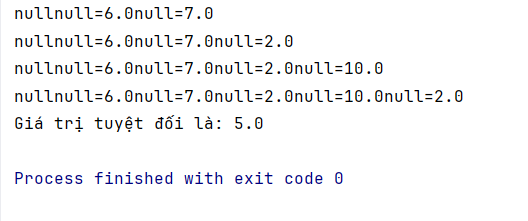 nullnull=6.0null=7.0
nullnull=6.0null=7.0null=2.0
nullnull=6.0null=7.0null=2.0null=10.0
nullnull=6.0null=7.0null=2.0null=10.0null=2.0
Giá trị tuyệt đối là: 5.0
Process finished with exit code 0